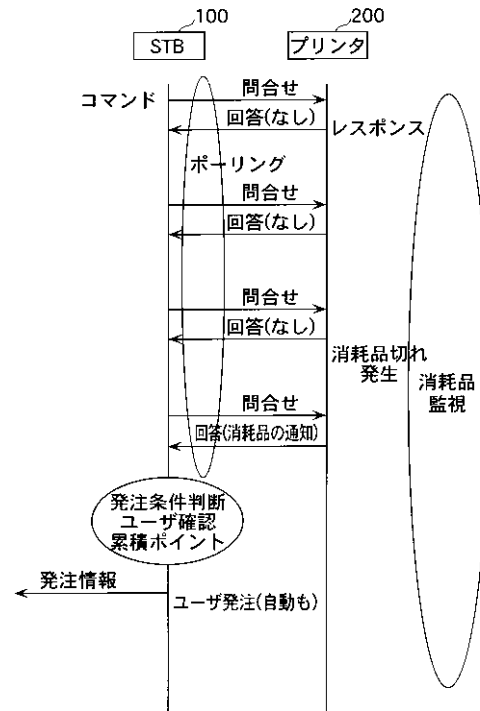 100
200
STB
プリンタ
コマンド
問合せ
回答(なし)
レスポンス
ポーリング
問合せ
回答(なし)
問合せ
回答(なし)
消耗品切れ
発生
消耗品
監視
問合せ
回答(消耗品の通知)
発注条件判断
ユーザ確認
累積ポイント
発注情報
ユーザ発注(自動も)